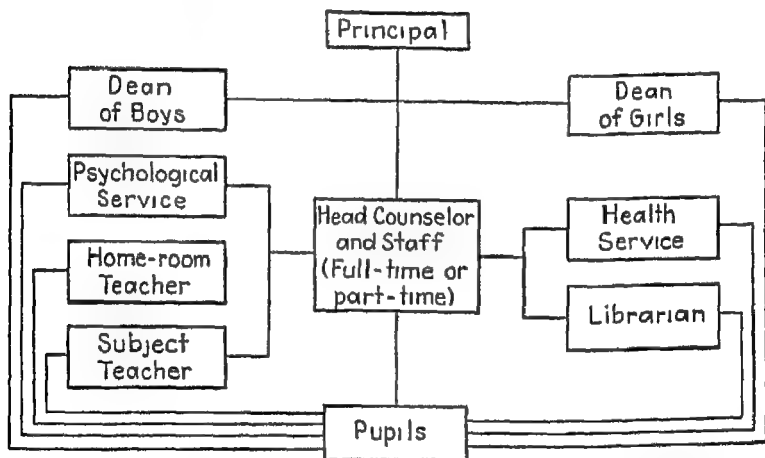 Principal
Dean
of Boys
Dean
of Girls
Psychological
Service
Head Counselor
and Staff
(Full-time or
part-time)
Health
Service
Home-room
Teacher
Librarian
Subject
Teacher
Pupils